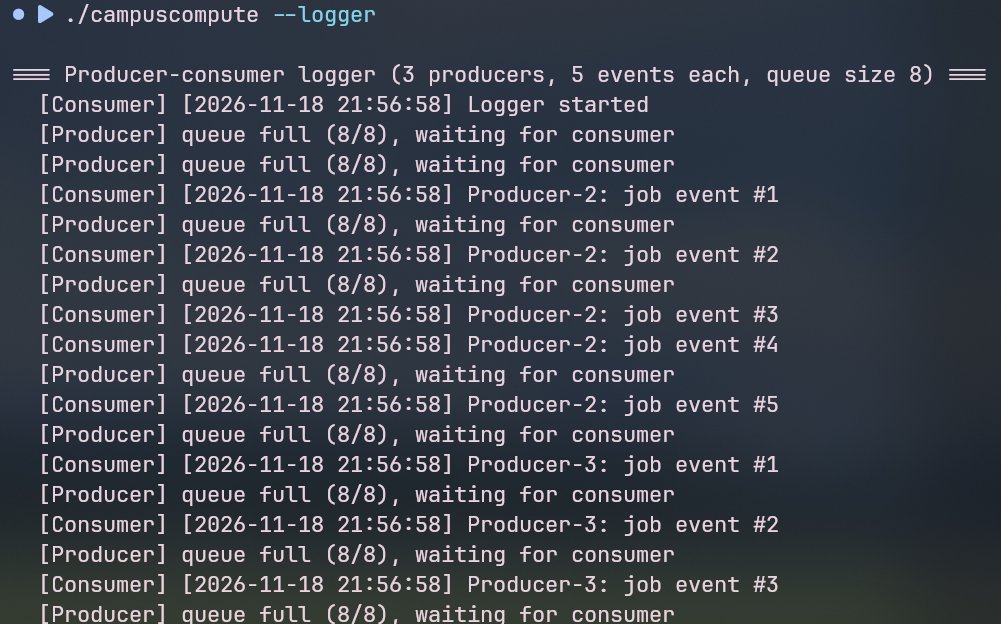 ./campuscompute --logger
=== Producer-consumer logger (3 producers, 5 events each, queue size 8) ===
[Consumer] [2026-11-18 21:56:58] Logger started
[Producer] queue full (8/8), waiting for consumer
[Producer] queue full (8/8), waiting for consumer
[Consumer] [2026-11-18 21:56:58] Producer-2: job event #1
[Producer] queue full (8/8), waiting for consumer
[Consumer] [2026-11-18 21:56:58] Producer-2: job event #2
[Producer] queue full (8/8), waiting for consumer
[Consumer] [2026-11-18 21:56:58] Producer-2: job event #3
[Consumer] [2026-11-18 21:56:58] Producer-2: job event #4
[Producer] queue full (8/8), waiting for consumer
[Consumer] [2026-11-18 21:56:58] Producer-2: job event #5
[Producer] queue full (8/8), waiting for consumer
[Consumer] [2026-11-18 21:56:58] Producer-3: job event #1
[Producer] queue full (8/8), waiting for consumer
[Consumer] [2026-11-18 21:56:58] Producer-3: job event #2
[Producer] queue full (8/8), waiting for consumer
[Consumer] [2026-11-18 21:56:58] Producer-3: job event #3
[Producer] queue full (8/8), waiting for consumer